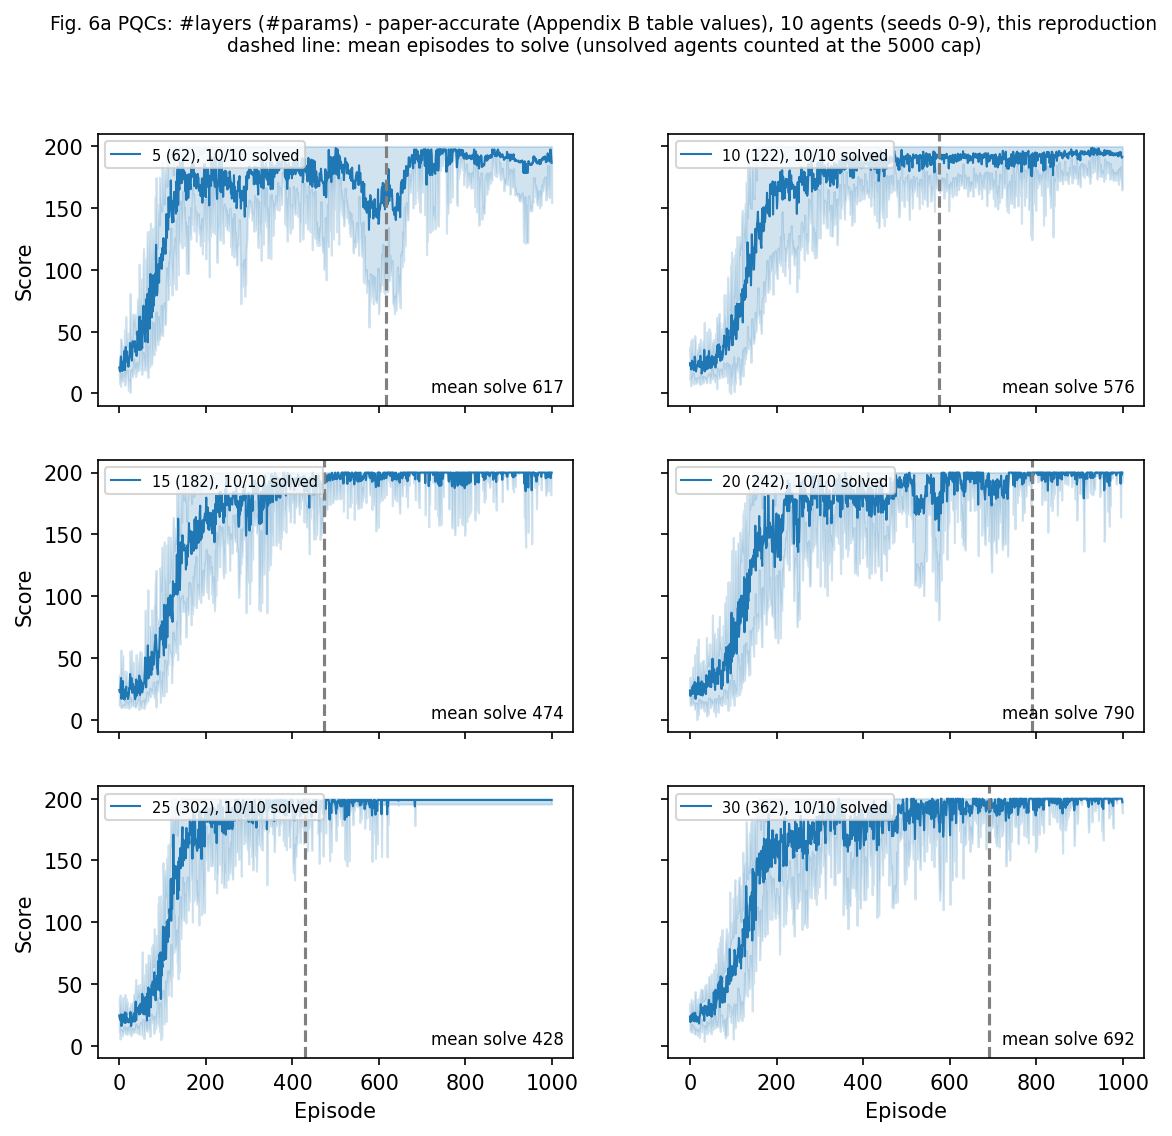 Fig. 6a PQCs: #layers (#params) - paper-accurate (Appendix B table values), 10 agents (seeds 0-9), this reproduction
dashed line: mean episodes to solve (unsolved agents counted at the 5000 cap)
200
150
100
50
0
Score
5 (62), 10/10 solved
mean solve 617
10 (122), 10/10 solved
mean solve 576
200
150
100
50
0
Score
15 (182), 10/10 solved
mean solve 474
20 (242), 10/10 solved
mean solve 790
200
150
100
50
0
Score
25 (302), 10/10 solved
mean solve 428
30 (362), 10/10 solved
mean solve 692
0 200 400 600 800 1000
Episode
0 200 400 600 800 1000
Episode